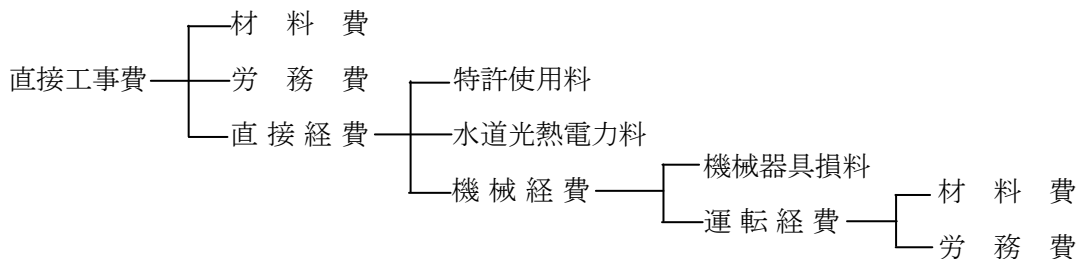 材　料　費
直接工事費
労　務　費
特許使用料
直 接 経 費
水道光熱電力料
機械器具損料
機 械 経 費
材　料　費
運 転 経 費
労　務　費